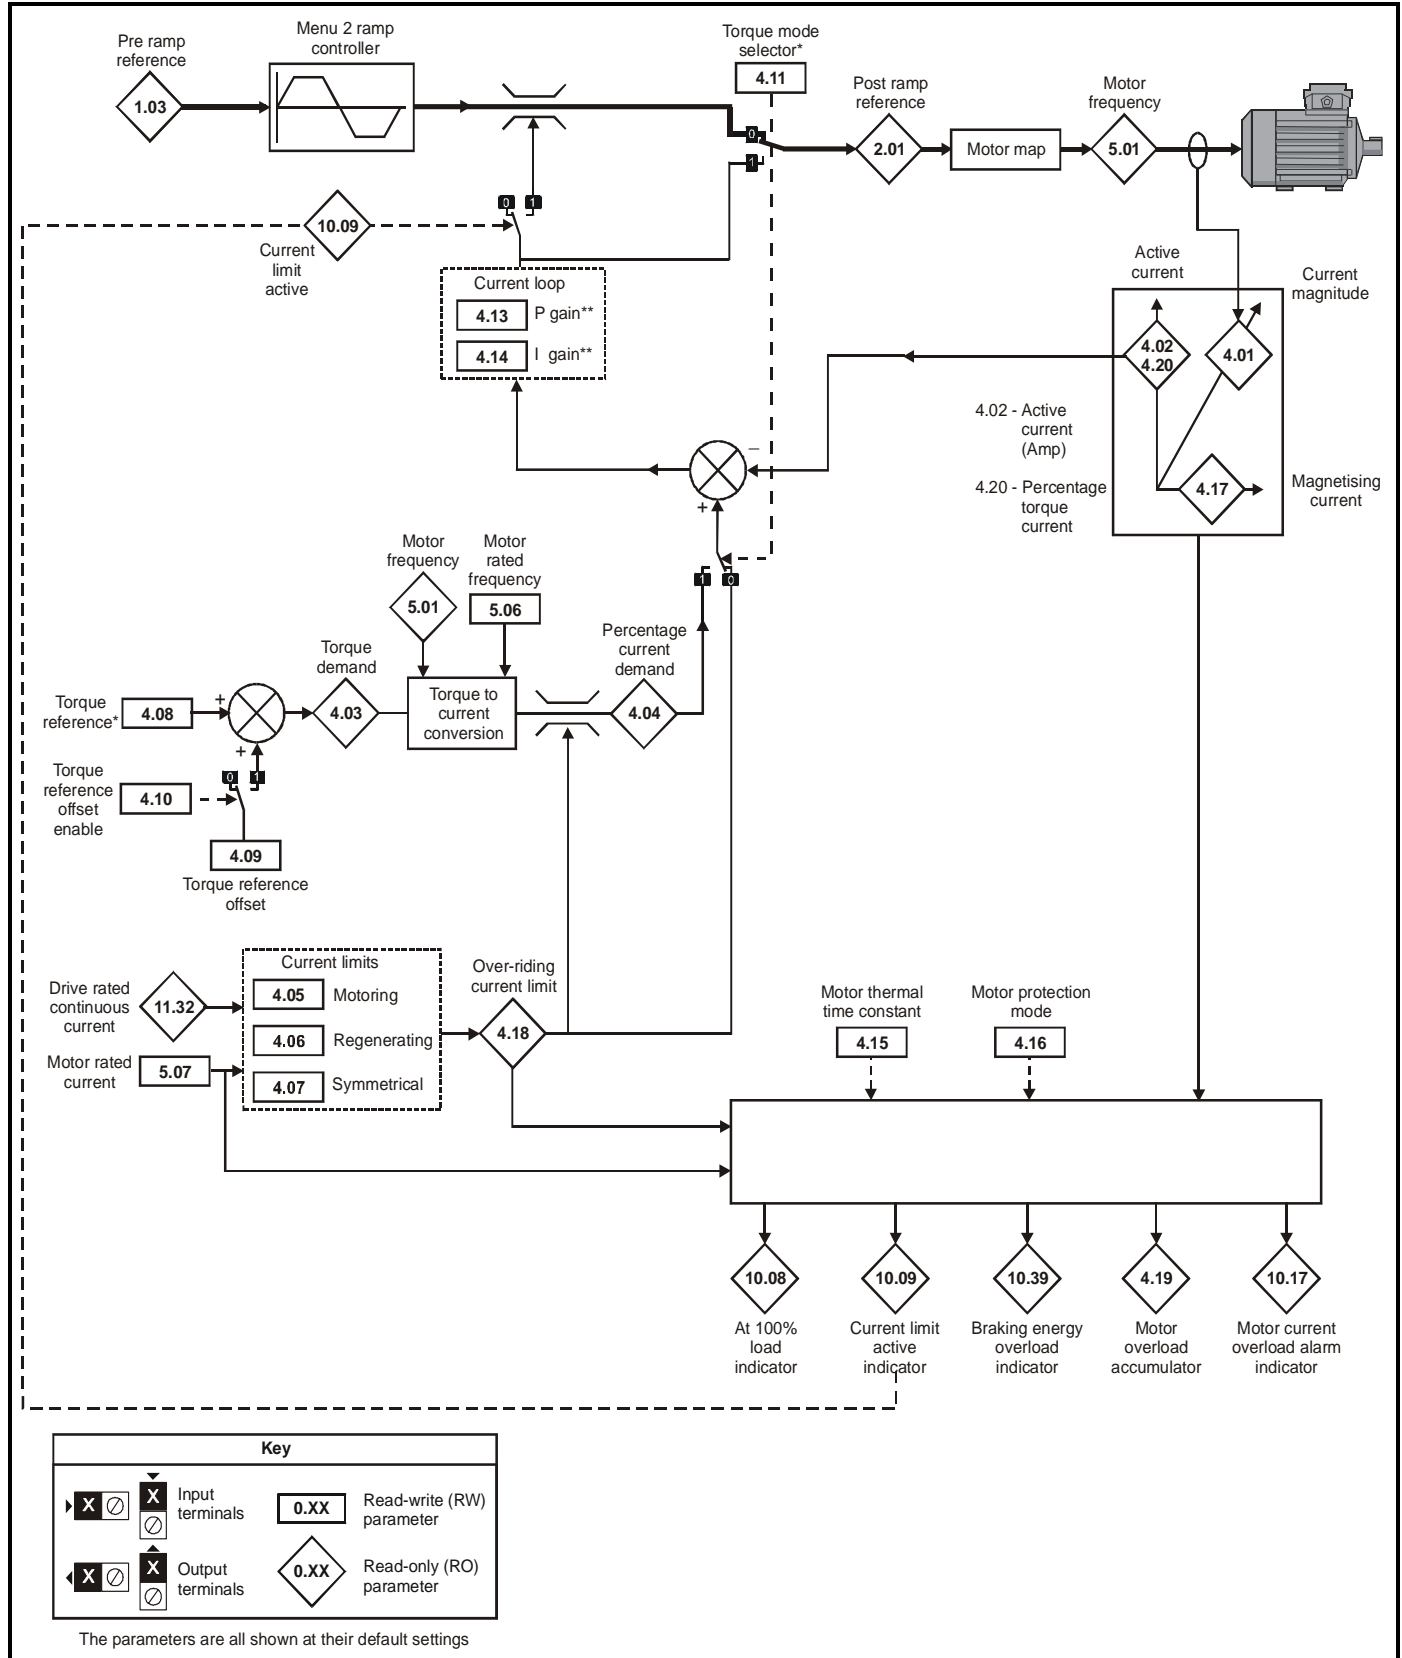 Pre ramp
reference
1.03
Menu 2 ramp
controller
Torque mode
selector*
4.11
Post ramp
reference
2.01
Motor map
Motor
frequency
5.01
0
1
0
1
10.09
Current
limit
active
Current loop
4.13 P gain**
4.14 I gain**
Active
current
Current
magnitude
4.02
4.20
4.01
4.02 - Active
current
(Amp)
4.20 - Percentage
torque
current
4.17
Magnetising
current
−
+
1
0
Motor
frequency
5.01
Motor
rated
frequency
5.06
Percentage
current
demand
4.04
Torque
demand
4.03
Torque to
current
conversion
Torque
reference*
4.08
+
+
0
1
Torque
reference
offset
enable
4.10
4.09
Torque reference
offset
Drive rated
continuous
current
11.32
Motor rated
current
5.07
Current limits
4.05 Motoring
4.06 Regenerating
4.07 Symmetrical
Over-riding
current limit
4.18
Motor thermal
time constant
4.15
Motor protection
mode
4.16
10.08
At 100%
load
indicator
10.09
Current limit
active
indicator
10.39
Braking energy
overload
indicator
4.19
Motor
overload
accumulator
10.17
Motor current
overload alarm
indicator
Key
X
X
Input
terminals
0.XX
Read-write (RW)
parameter
X
X
Output
terminals
0.XX
Read-only (RO)
parameter
The parameters are all shown at their default settings